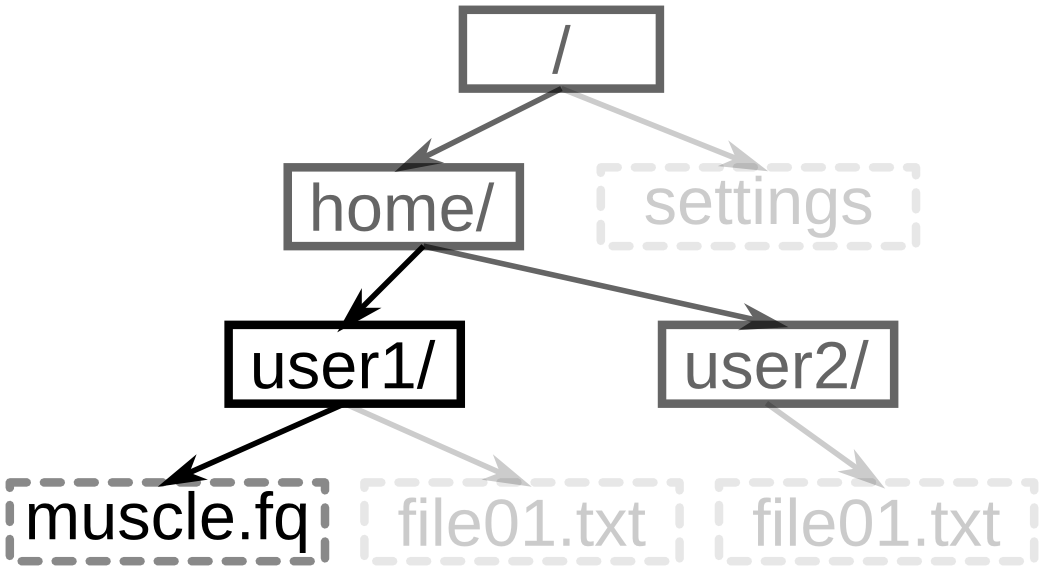 /
home/
settings
user1/
user2/
muscle.fq
file01.txt
file01.txt